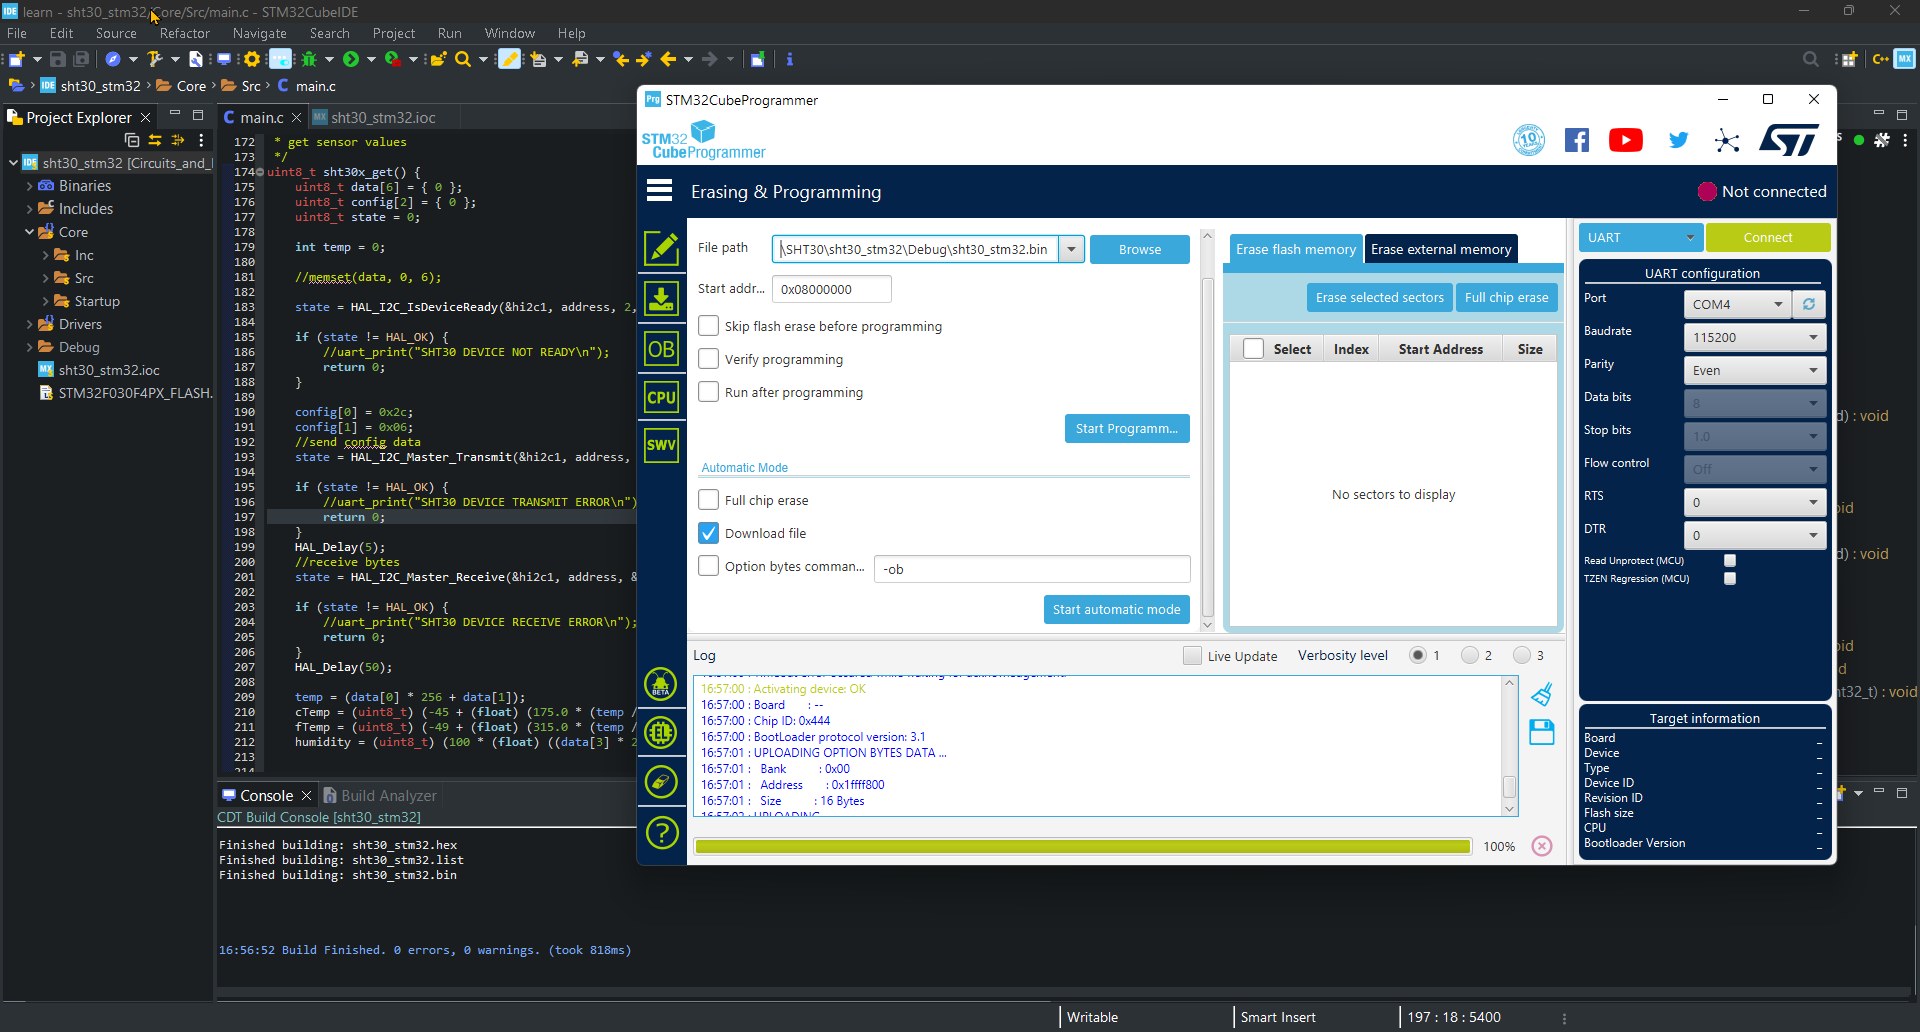 learn - sht30_stm32/Core/Src/main.c - STM32CubeIDE
File Edit Source Refactor Navigate Search Project Run Window Help
sht30_stm32 Core Src main.c
Project Explorer
sht30_stm32 [Circuits_and_
Binaries
Includes
Core
Inc
Src
Startup
Drivers
Debug
sht30_stm32.ioc
STM32F030F4PX_FLASH.
main.c sht30_stm32.ioc
172 * get sensor values
173 */
174 uint8_t sht30x_get() {
175 uint8_t data[6] = { 0 };
176 uint8_t config[2] = { 0 };
177 uint8_t state = 0;
178
179 int temp = 0;
180
181 //memset(data, 0, 6);
182
183 state = HAL_I2C_IsDeviceReady(&hi2c1, address, 2,
184
185 if (state != HAL_OK) {
186 //uart_print("SHT30 DEVICE NOT READY\n");
187 return 0;
188 }
189
190 config[0] = 0x2c;
191 config[1] = 0x06;
192 //send config data
193 state = HAL_I2C_Master_Transmit(&hi2c1, address,
194
195 if (state != HAL_OK) {
196 //uart_print("SHT30 DEVICE TRANSMIT ERROR\n")
197 return 0;
198 }
199 HAL_Delay(5);
200 //receive bytes
201 state = HAL_I2C_Master_Receive(&hi2c1, address, &
202
203 if (state != HAL_OK) {
204 //uart_print("SHT30 DEVICE RECEIVE ERROR\n");
205 return 0;
206 }
207 HAL_Delay(50);
208
209 temp = (data[0] * 256 + data[1]);
210 cTemp = (uint8_t) (-45 + (float) (175.0 * (temp /
211 fTemp = (uint8_t) (-49 + (float) (315.0 * (temp /
212 humidity = (uint8_t) (100 * (float) ((data[3] * 2
213
214
Console Build Analyzer
CDT Build Console [sht30_stm32]
Finished building: sht30_stm32.hex
Finished building: sht30_stm32.list
Finished building: sht30_stm32.bin
16:56:52 Build Finished. 0 errors, 0 warnings. (took 818ms)
Writable Smart Insert 197 : 18 : 5400
Prg STM32CubeProgrammer
STM32
CubeProgrammer
Erasing & Programming
Not connected
OB
CPU
SWV
BETA
File path \SHT30\sht30_stm32\Debug\sht30_stm32.bin Browse
Start addr... 0x08000000
Skip flash erase before programming
Verify programming
Run after programming
Start Programm...
Automatic Mode
Full chip erase
Download file
Option bytes comman... -ob
Start automatic mode
Erase flash memory Erase external memory
Erase selected sectors Full chip erase
Select Index Start Address Size
No sectors to display
Log Live Update Verbosity level 1 2 3
16:57:00 : Activating device: OK
16:57:00 : Board : --
16:57:00 : Chip ID: 0x444
16:57:00 : BootLoader protocol version: 3.1
16:57:01 : UPLOADING OPTION BYTES DATA ...
16:57:01 : Bank : 0x00
16:57:01 : Address : 0x1ffff800
16:57:01 : Size : 16 Bytes
100%
UART Connect
UART configuration
Port COM4
Baudrate 115200
Parity Even
Data bits 8
Stop bits 1.0
Flow control Off
RTS 0
DTR 0
Read Unprotect (MCU)
TZEN Regression (MCU)
Target information
Board -
Device -
Type -
Device ID -
Revision ID -
Flash size -
CPU -
Bootloader Version -
d) : void
oid
d) : void
oid
d
nt32_t) : void